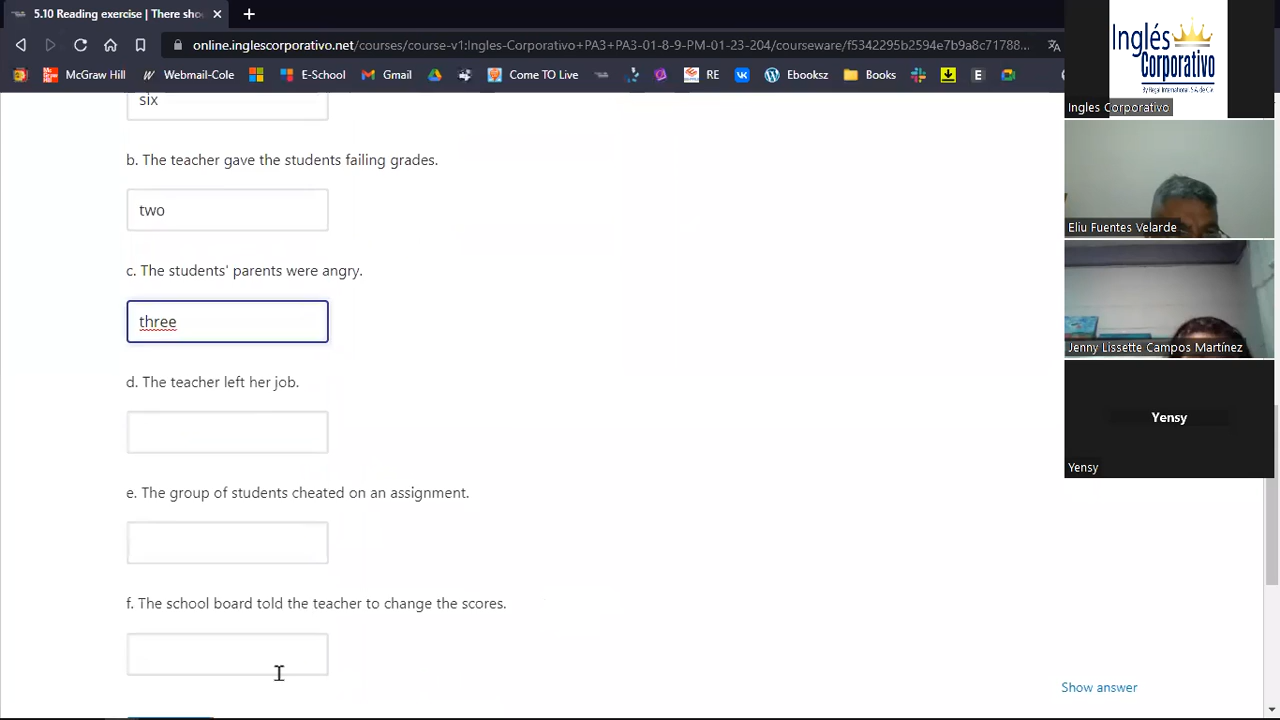 5.10 Reading exercise | There sho
online.inglescorporativo.net/courses/course-v1:Ingles-Corporativo+PA3+PA3-01-8-9-PM-01-23-204/courseware/f5342295b2594e7b9a8c71788...
McGraw Hill
Webmail-Cole
E-School
Gmail
Come TO Live
RE
Ebookz
Books
E
six
b. The teacher gave the students failing grades.
two
c. The students' parents were angry.
three
d. The teacher left her job.
e. The group of students cheated on an assignment.
f. The school board told the teacher to change the scores.
Show answer
Inglés
Corporativo
Ingles Corporativo
Eliu Fuentes Velarde
Jenny Lissette Campos Martínez
Yensy
Yensy